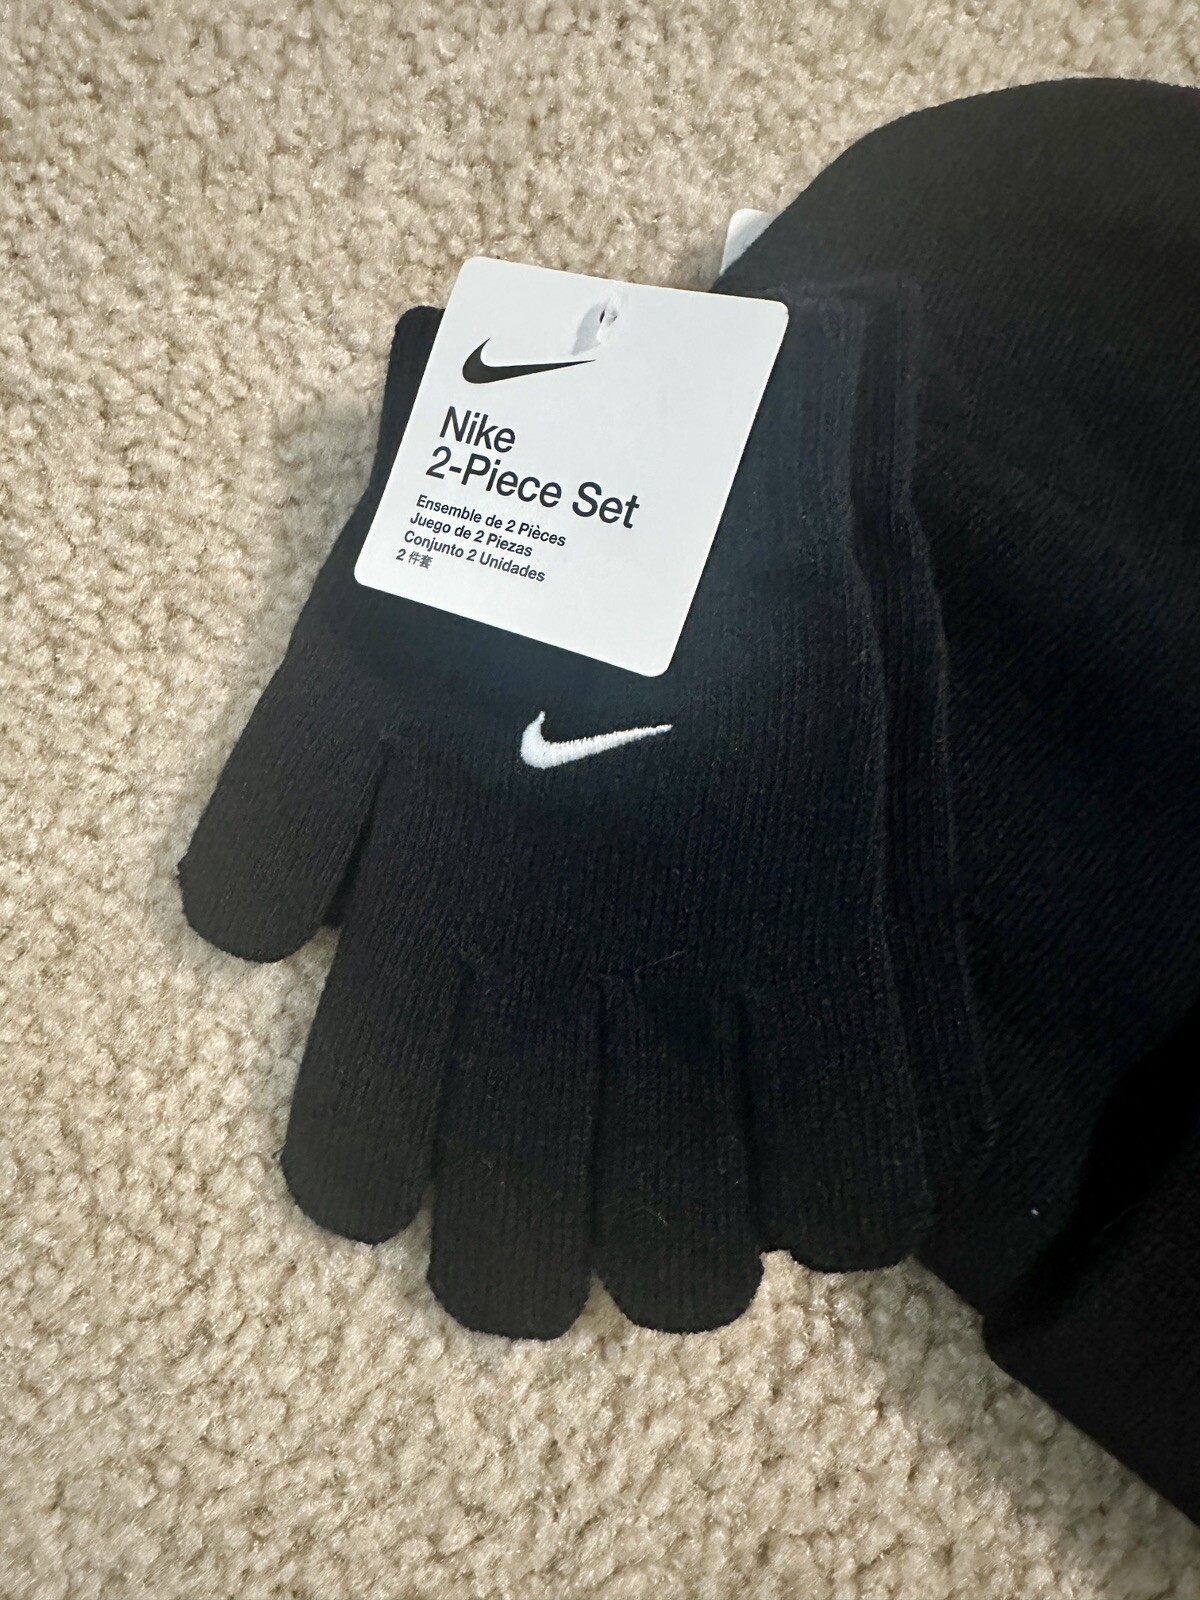 Nike
2-Piece Set
Ensemble de 2 Pièces
Juego de 2 Piezas
Conjunto 2 Unidades
2 件套